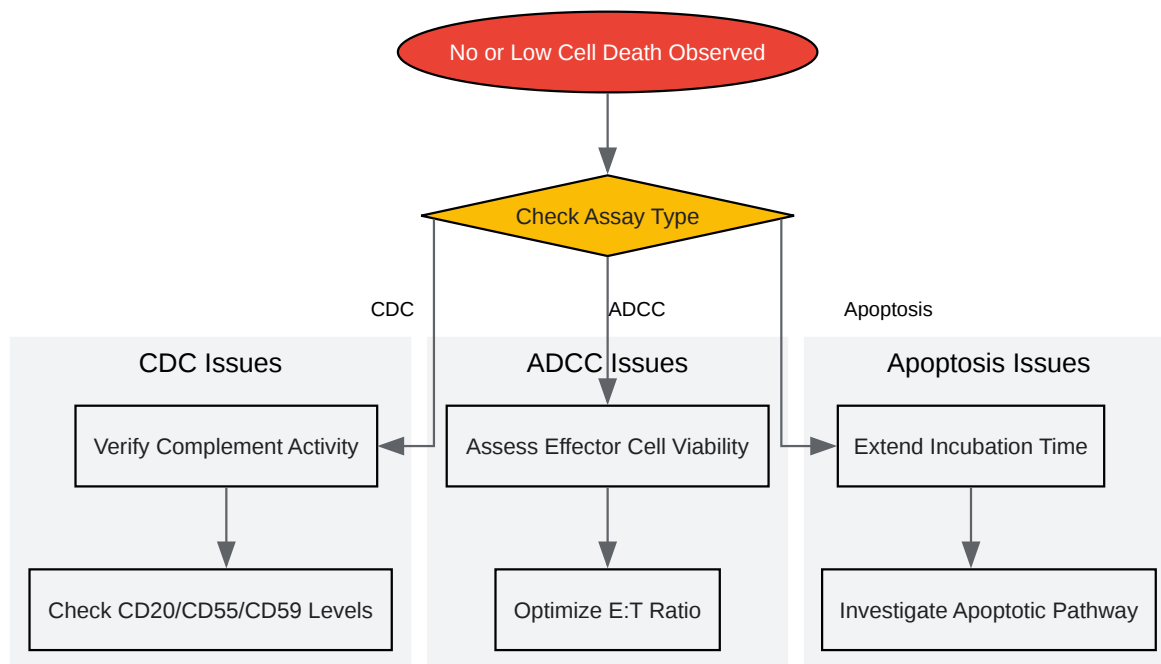 No or Low Cell Death Observed
Check Assay Type
CDC
ADCC
Apoptosis
CDC Issues
ADCC Issues
Apoptosis Issues
Verify Complement Activity
Assess Effector Cell Viability
Extend Incubation Time
Check CD20/CD55/CD59 Levels
Optimize E:T Ratio
Investigate Apoptotic Pathway